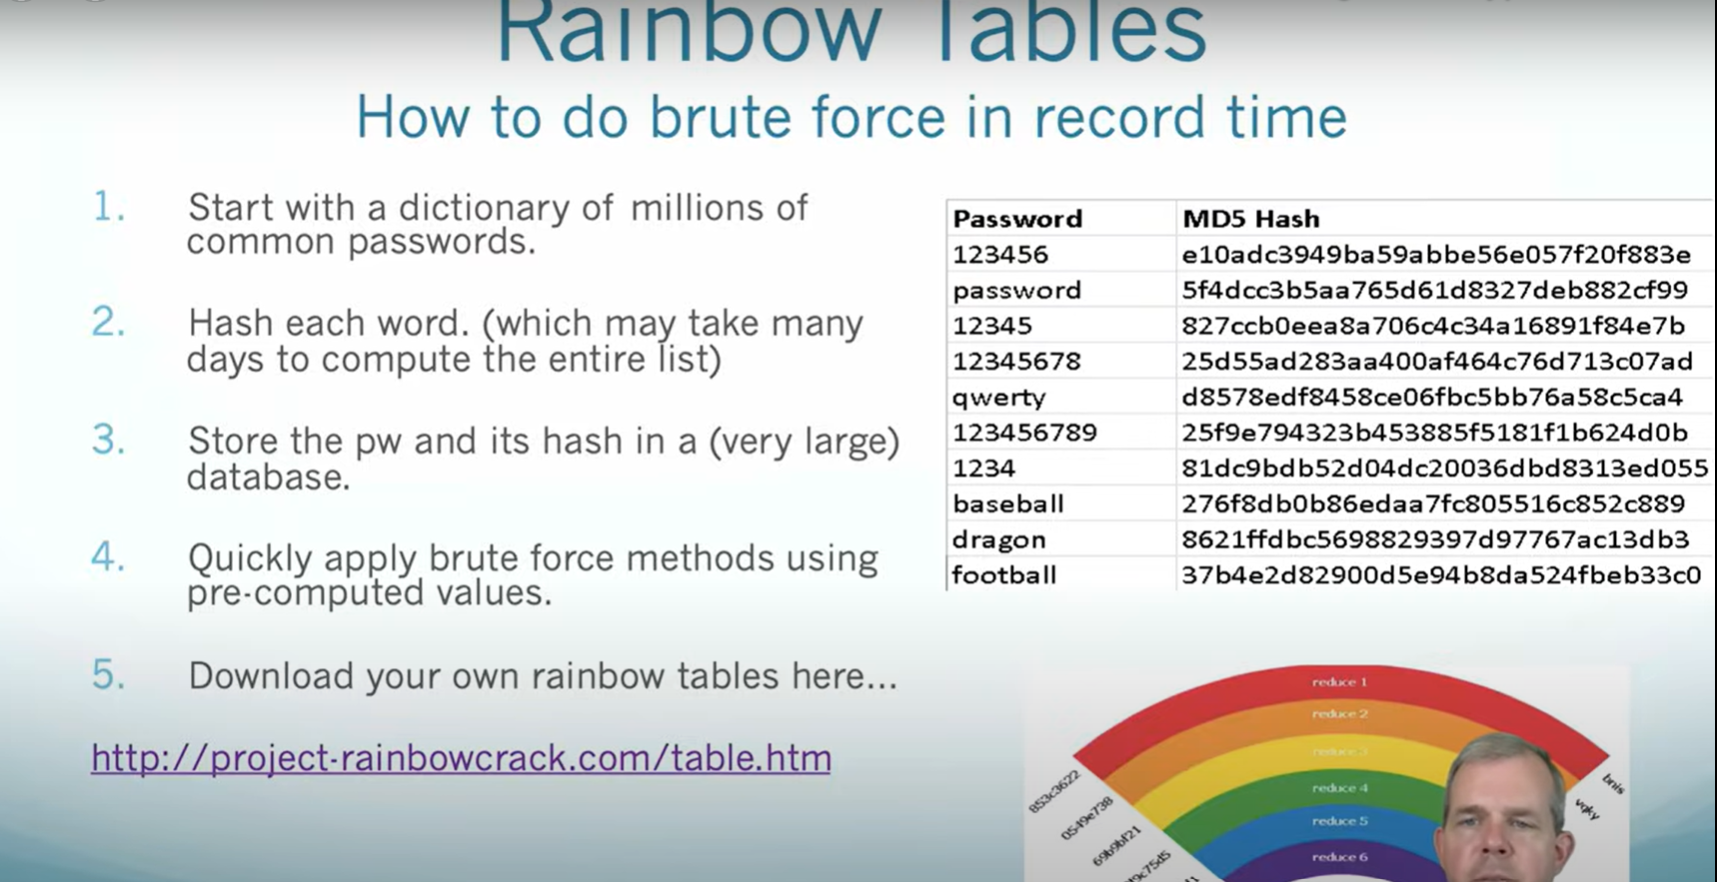 Rainbow Tables
How to do brute force in record time
1. Start with a dictionary of millions of
common passwords.
2. Hash each word. (which may take many
days to compute the entire list)
3. Store the pw and its hash in a (very large)
database.
4. Quickly apply brute force methods using
pre-computed values.
5. Download your own rainbow tables here...
http://project-rainbowcrack.com/table.htm
Password MD5 Hash
123456 e10adc3949ba59abbe56e057f20f883e
password 5f4dcc3b5aa765d61d8327deb882cf99
12345 827ccb0eea8a706c4c34a16891f84e7b
12345678 25d55ad283aa400af464c76d713c07ad
qwerty d8578edf8458ce06fbc5bb76a58c5ca4
123456789 25f9e794323b453885f5181f1b624d0b
1234 81dc9bdb52d04dc20036dbd8313ed055
baseball 276f8db0b86edaa7fc805516c852c889
dragon 8621ffdbc5698829397d97767ac13db3
football 37b4e2d82900d5e94b8da524fbeb33c0
reduce 1
reduce 2
reduce 3
reduce 4
reduce 5
reduce 6
853c3622
0549e738
69b9bf21
bnis
vqky